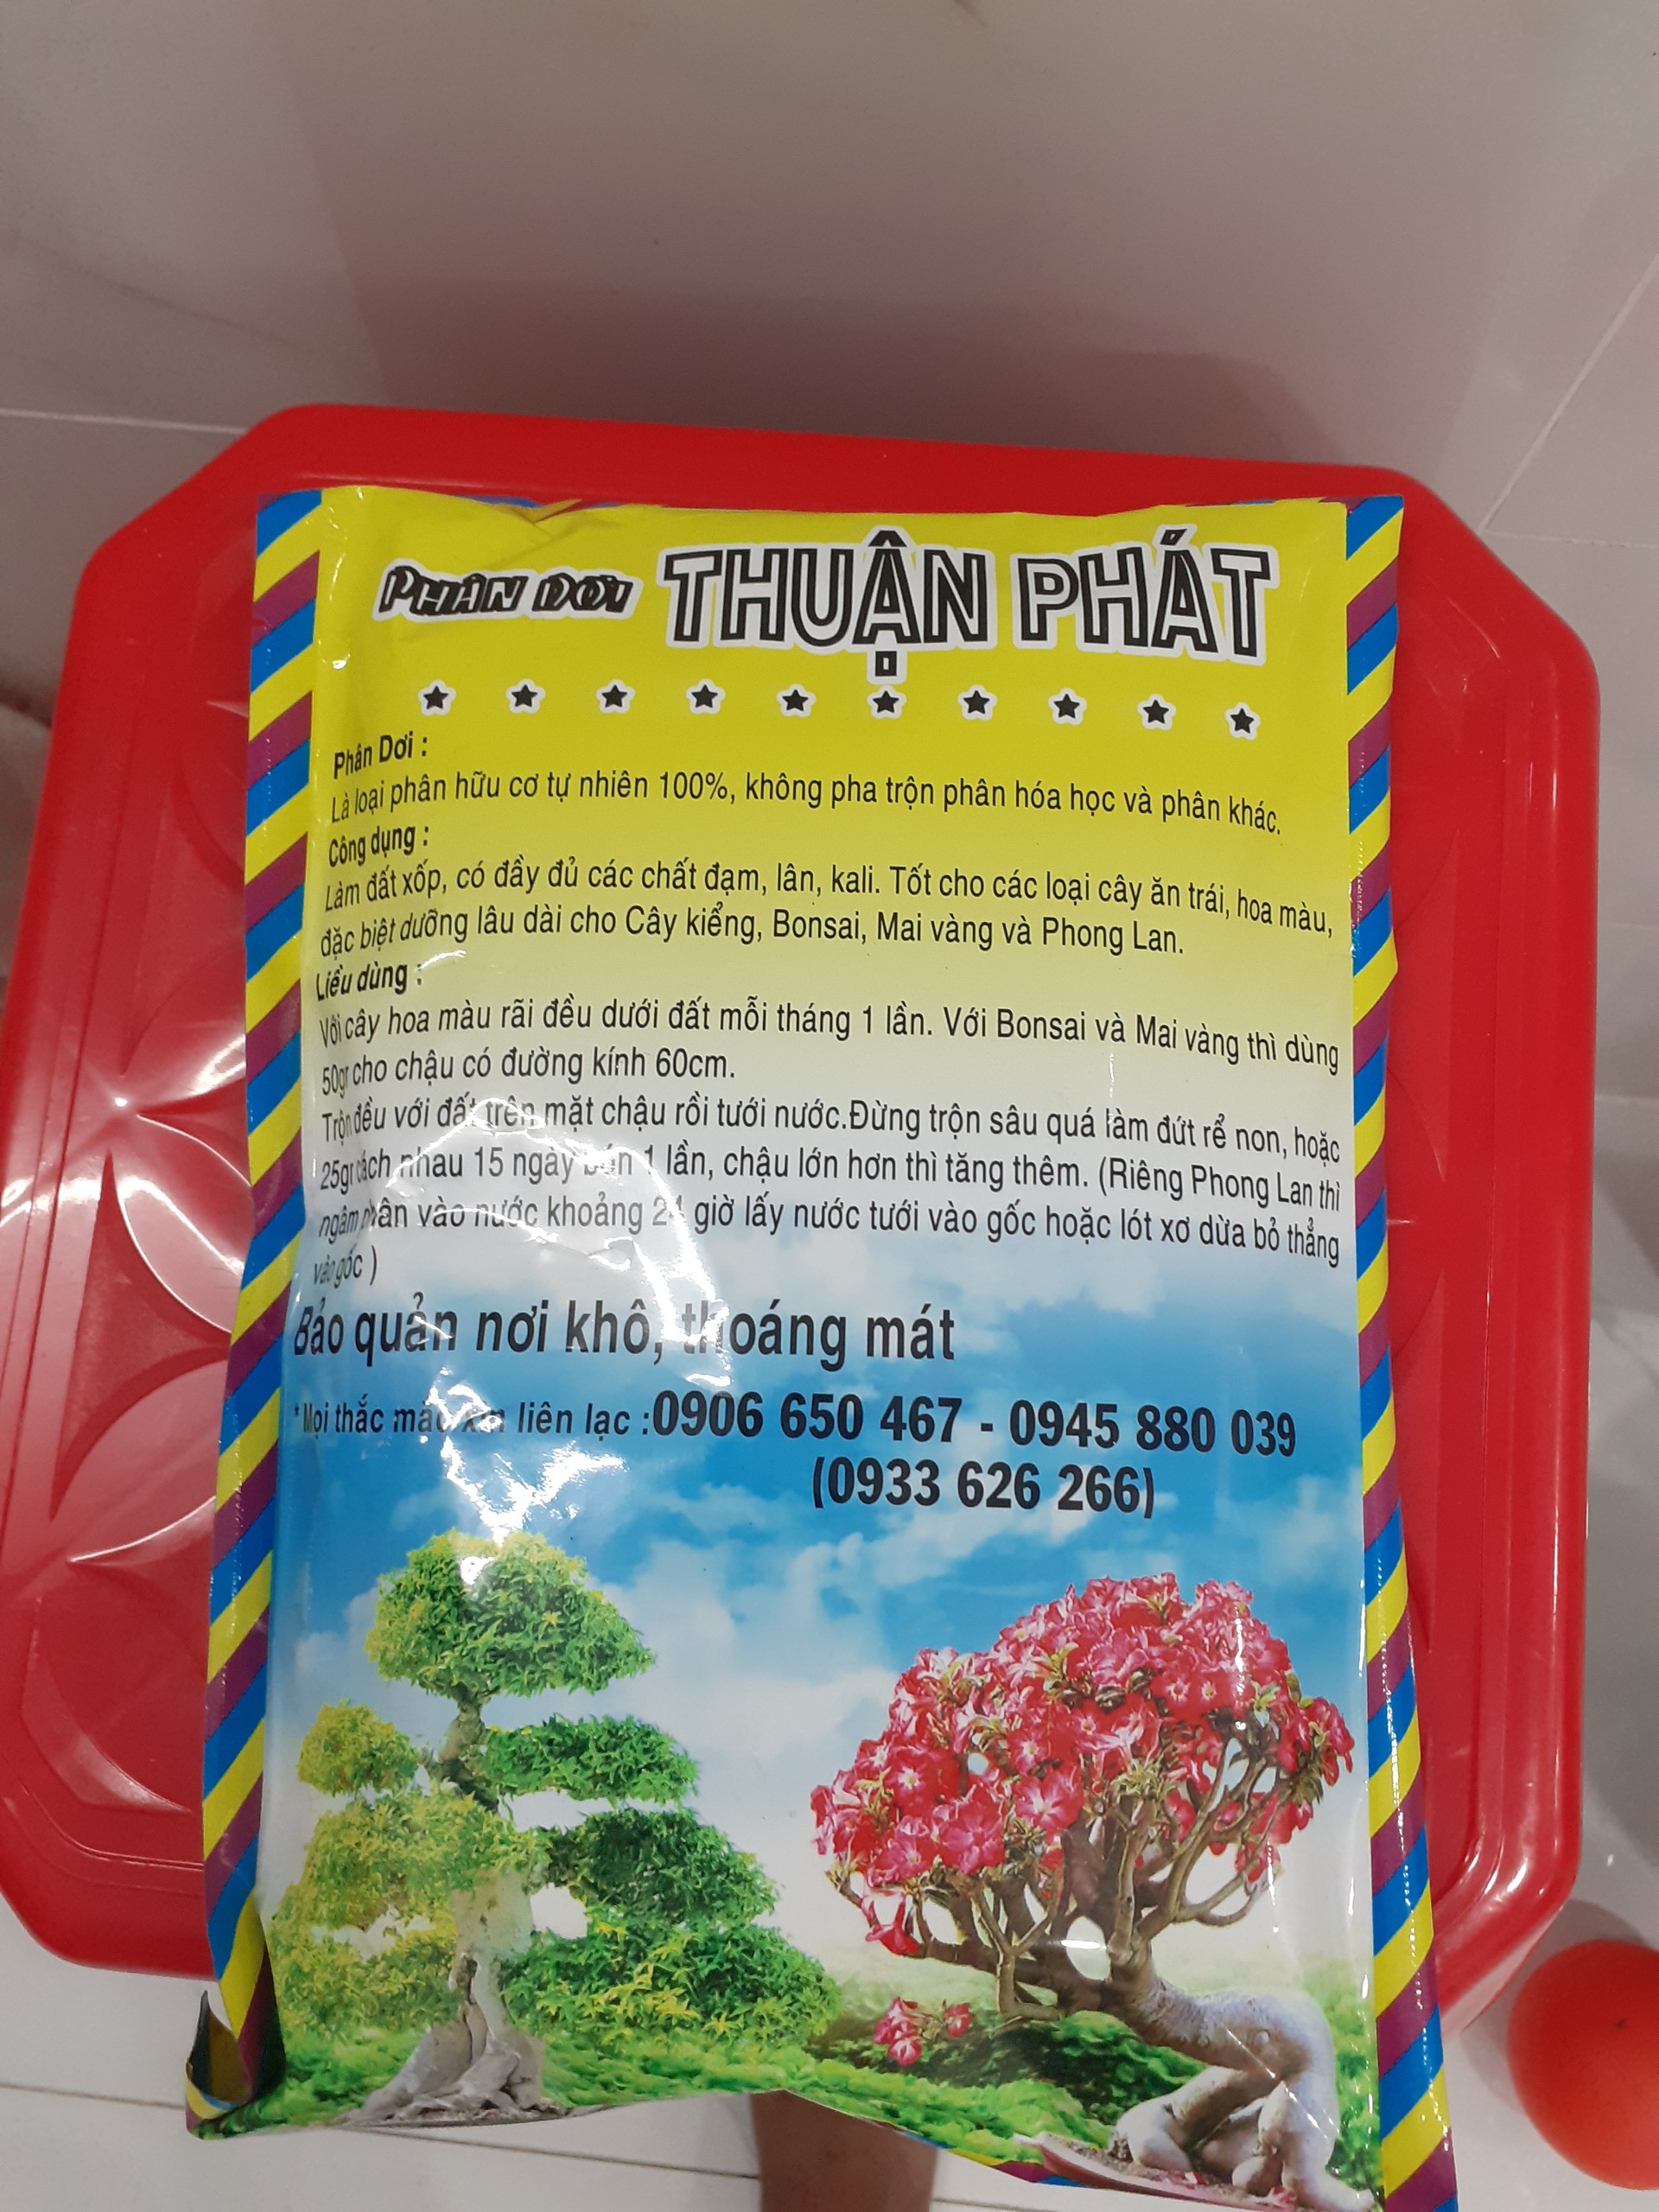 PHÂN DƠI THUẬN PHÁT
Phân Dơi :
Là loại phân hữu cơ tự nhiên 100%, không pha trộn phân hóa học và phân khác.
Công dụng :
Làm đất xốp, có đầy đủ các chất đạm, lân, kali. Tốt cho các loại cây ăn trái, hoa màu,
đặc biệt dưỡng lâu dài cho Cây kiểng, Bonsai, Mai vàng và Phong Lan.
Liều dùng :
Với cây hoa màu rãi đều dưới đất mỗi tháng 1 lần. Với Bonsai và Mai vàng thì dùng
50gr cho chậu có đường kính 60cm.
Trộn đều với đất trên mặt chậu rồi tưới nước.Đừng trộn sâu quá làm đứt rể non, hoặc
25gr cách nhau 15 ngày bón 1 lần, chậu lớn hơn thì tăng thêm. (Riêng Phong Lan thì
ngâm phân vào nước khoảng 24 giờ lấy nước tưới vào gốc hoặc lót xơ dừa bỏ thẳng
vào gốc )
Bảo quản nơi khô, thoáng mát
*Mọi thắc mắc xin liên lạc :0906 650 467 - 0945 880 039
(0933 626 266)